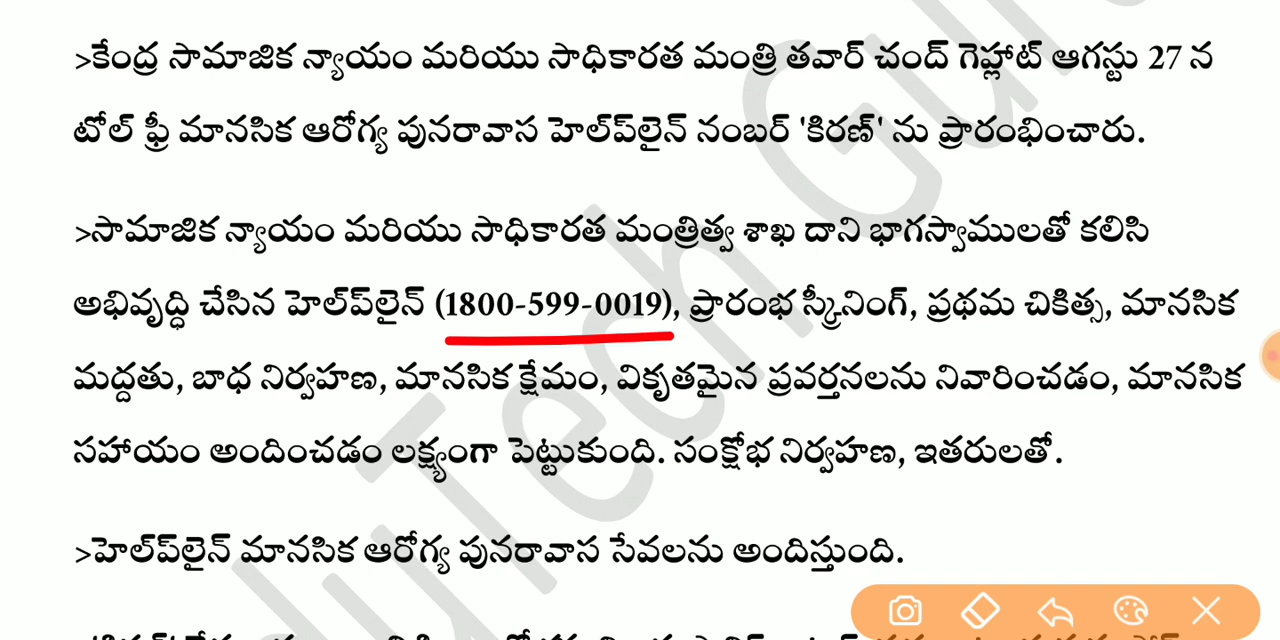 >కేంద్ర సామాజిక న్యాయం మరియు సాధికారత మంత్రి తవార్ చంద్ గెహ్లాట్ ఆగస్టు 27 న
టోల్ ఫ్రీ మానసిక ఆరోగ్య పునరావాస హెల్ప్‌లైన్ నంబర్ 'కిరణ్' ను ప్రారంభించారు.
>సామాజిక న్యాయం మరియు సాధికారత మంత్రిత్వ శాఖ దాని భాగస్వాములతో కలిసి
అభివృద్ధి చేసిన హెల్ప్‌లైన్ (1800-599-0019), ప్రారంభ స్క్రీనింగ్, ప్రథమ చికిత్స, మానసిక
మద్దతు, బాధ నిర్వహణ, మానసిక క్షేమం, వికృతమైన ప్రవర్తనలను నివారించడం, మానసిక
సహాయం అందించడం లక్ష్యంగా పెట్టుకుంది. సంక్షోభ నిర్వహణ, ఇతరులతో.
>హెల్ప్‌లైన్ మానసిక ఆరోగ్య పునరావాస సేవలను అందిస్తుంది.